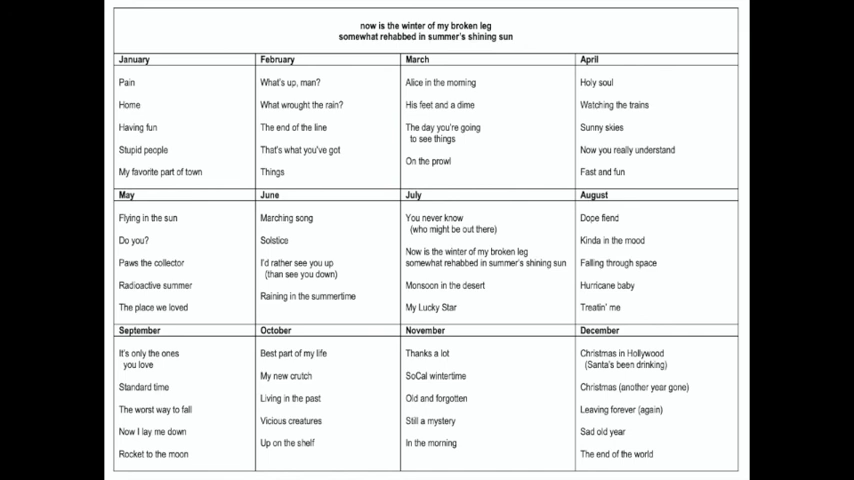 now is the winter of my broken leg
somewhat rehabbed in summer's shining sun
January
Pain
Home
Having fun
Stupid people
My favorite part of town
February
What's up, man?
What wrought the rain?
The end of the line
That's what you've got
Things
March
Alice in the morning
His feet and a dime
The day you're going
to see things
On the prowl
April
Holy soul
Watching the trains
Sunny skies
Now you really understand
Fast and fun
May
Flying in the sun
Do you?
Paws the collector
Radioactive summer
The place we loved
June
Marching song
Solstice
I'd rather see you up
(than see you down)
Raining in the summertime
July
You never know
(who might be out there)
Now is the winter of my broken leg
somewhat rehabbed in summer's shining sun
Monsoon in the desert
My Lucky Star
August
Dope fiend
Kinda in the mood
Falling through space
Hurricane baby
Treatin' me
September
It's only the ones
you love
Standard time
The worst way to fall
Now I lay me down
Rocket to the moon
October
Best part of my life
My new crutch
Living in the past
Vicious creatures
Up on the shelf
November
Thanks a lot
SoCal wintertime
Old and forgotten
Still a mystery
In the morning
December
Christmas in Hollywood
(Santa's been drinking)
Christmas (another year gone)
Leaving forever (again)
Sad old year
The end of the world